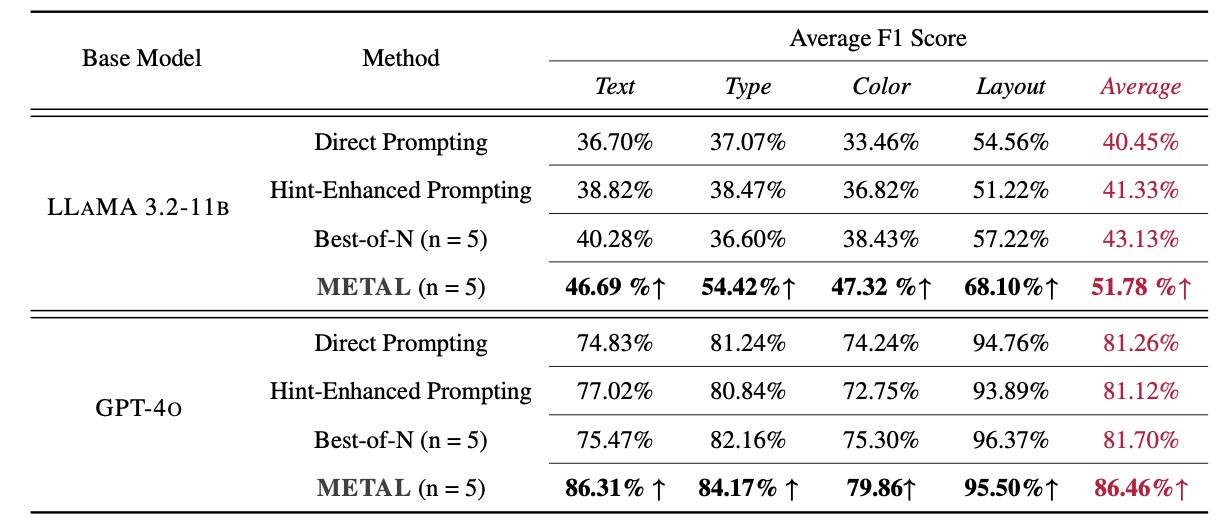 Average F1 Score
Base Model Method
Text Type Color Layout Average
Direct Prompting 36.70% 37.07% 33.46% 54.56% 40.45%
Hint-Enhanced Prompting 38.82% 38.47% 36.82% 51.22% 41.33%
LLAMA 3.2-11B
Best-of-N (n = 5) 40.28% 36.60% 38.43% 57.22% 43.13%
METAL (n = 5) 46.69 %↑ 54.42%↑ 47.32 %↑ 68.10%↑ 51.78 %↑
Direct Prompting 74.83% 81.24% 74.24% 94.76% 81.26%
Hint-Enhanced Prompting 77.02% 80.84% 72.75% 93.89% 81.12%
GPT-4O
Best-of-N (n = 5) 75.47% 82.16% 75.30% 96.37% 81.70%
METAL (n = 5) 86.31% ↑ 84.17% ↑ 79.86↑ 95.50%↑ 86.46%↑